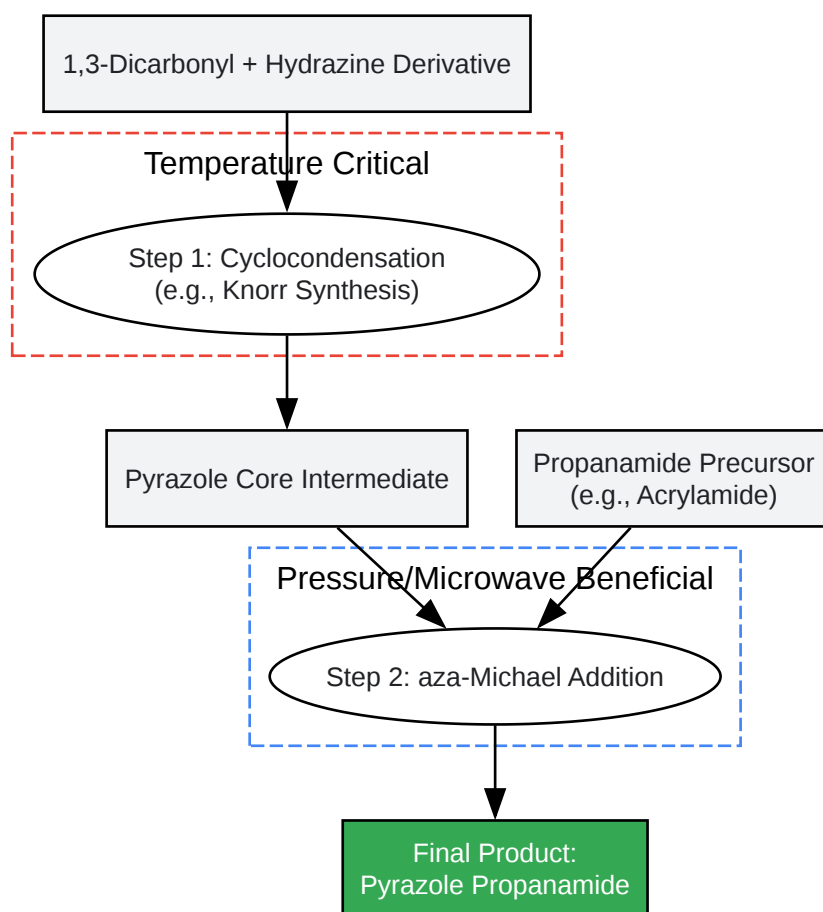 1,3-Dicarbonyl + Hydrazine Derivative
Temperature Critical
Step 1: Cyclocondensation
(e.g., Knorr Synthesis)
Pyrazole Core Intermediate
Propanamide Precursor
(e.g., Acrylamide)
Pressure/Microwave Beneficial
Step 2: aza-Michael Addition
Final Product:
Pyrazole Propanamide